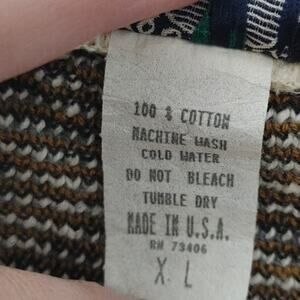 100 % COTTON
MACHINE WASH
COLD WATER
DO NOT BLEACH
TUMBLE DRY
MADE IN U.S.A.
RN 73406
X L